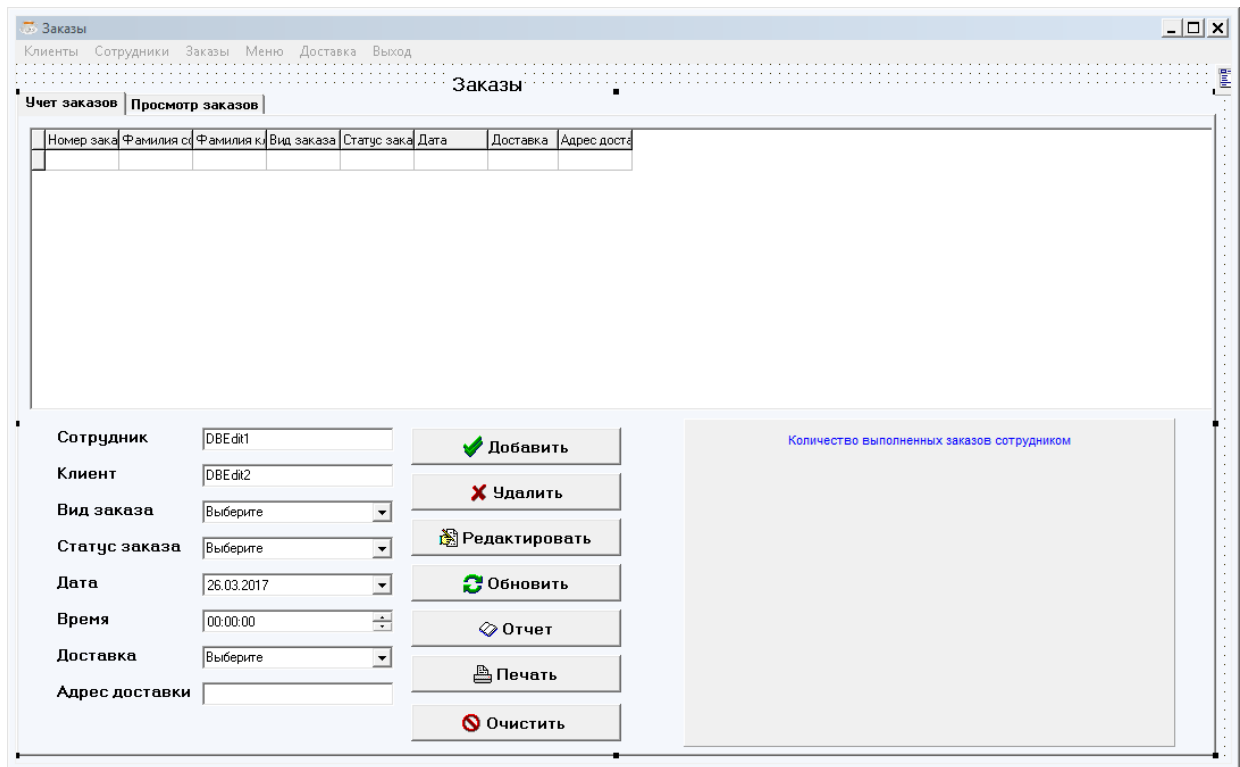 Заказы
Клиенты Сотрудники Заказы Меню Доставка Выход
Заказы
Учет заказов Просмотр заказов
Номер зака Фамилия со Фамилия кл Вид заказа Статус зака Дата Доставка Адрес доста
Сотрудник DBEdit1
Клиент DBEdit2
Вид заказа Выберите
Статус заказа Выберите
Дата 26.03.2017
Время 00:00:00
Доставка Выберите
Адрес доставки
Добавить
Удалить
Редактировать
Обновить
Отчет
Печать
Очистить
Количество выполненных заказов сотрудником